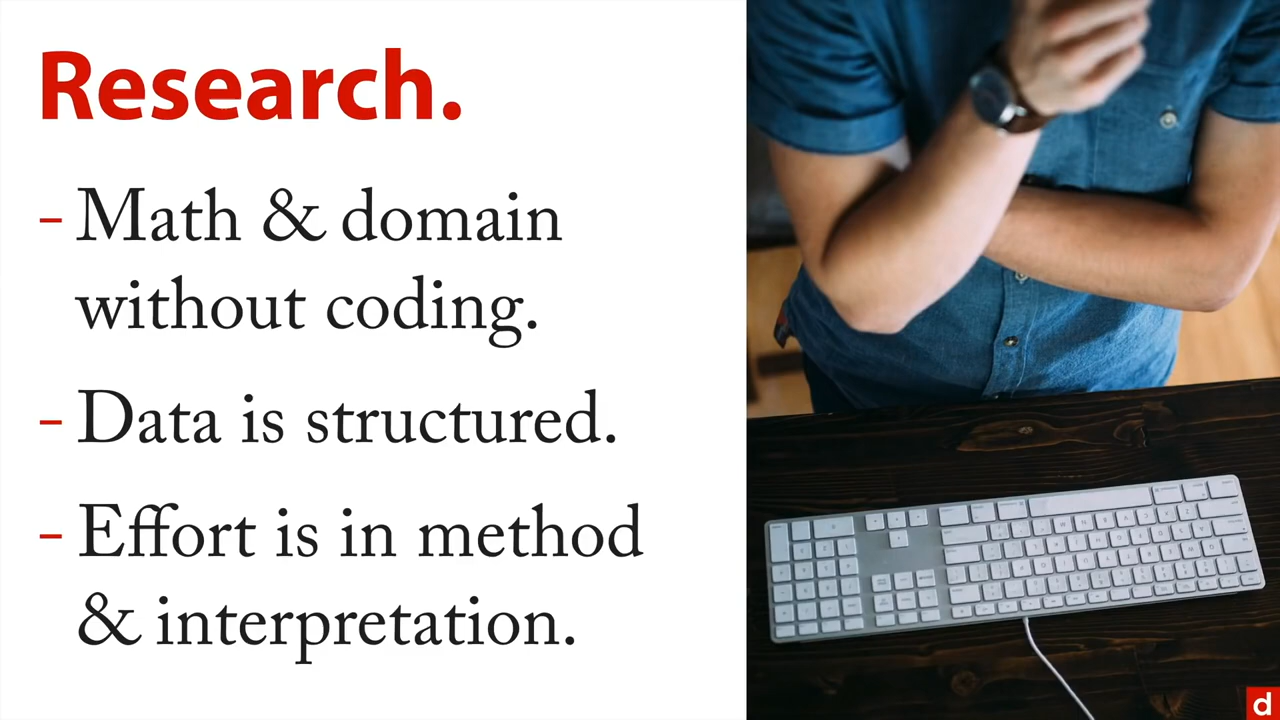 Research.
- Math & domain
without coding.
- Data is structured.
- Effort is in method
& interpretation.
d